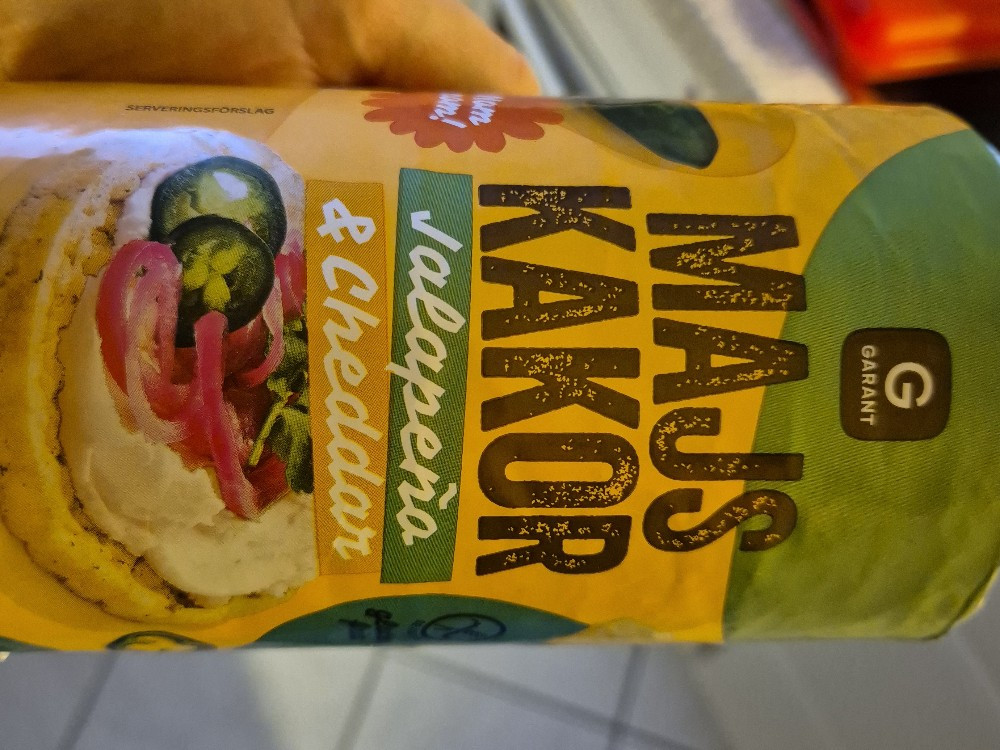 G
GARANT
MAJS
KAKOR
Jalapeño
& Cheddar
SERVERINGSFÖRSLAG